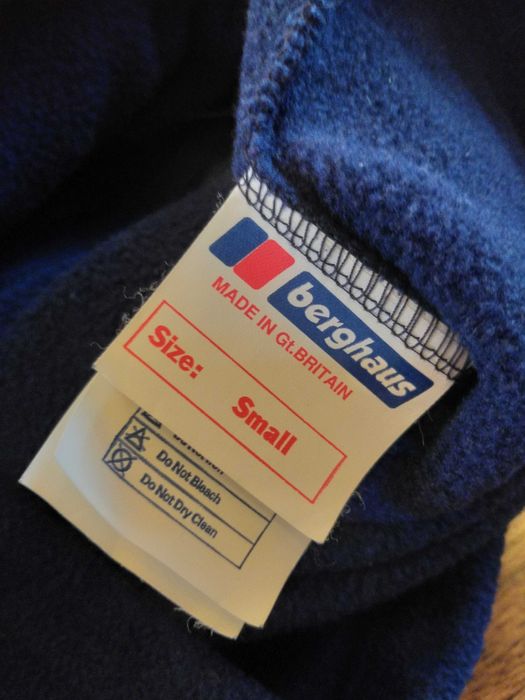 berghaus
MADE IN Gt.BRITAIN
Size: Small
Do Not Bleach
Do Not Dry Clean